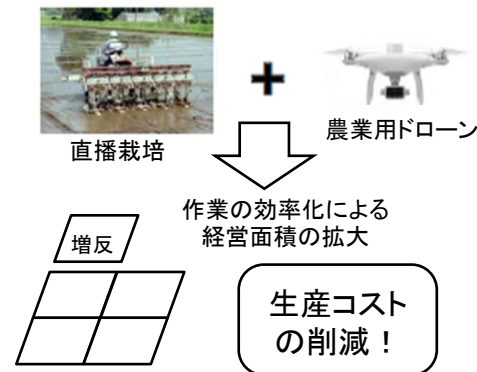 直播栽培
農業用ドローン
作業の効率化による
経営面積の拡大
増反
生産コスト
の削減！